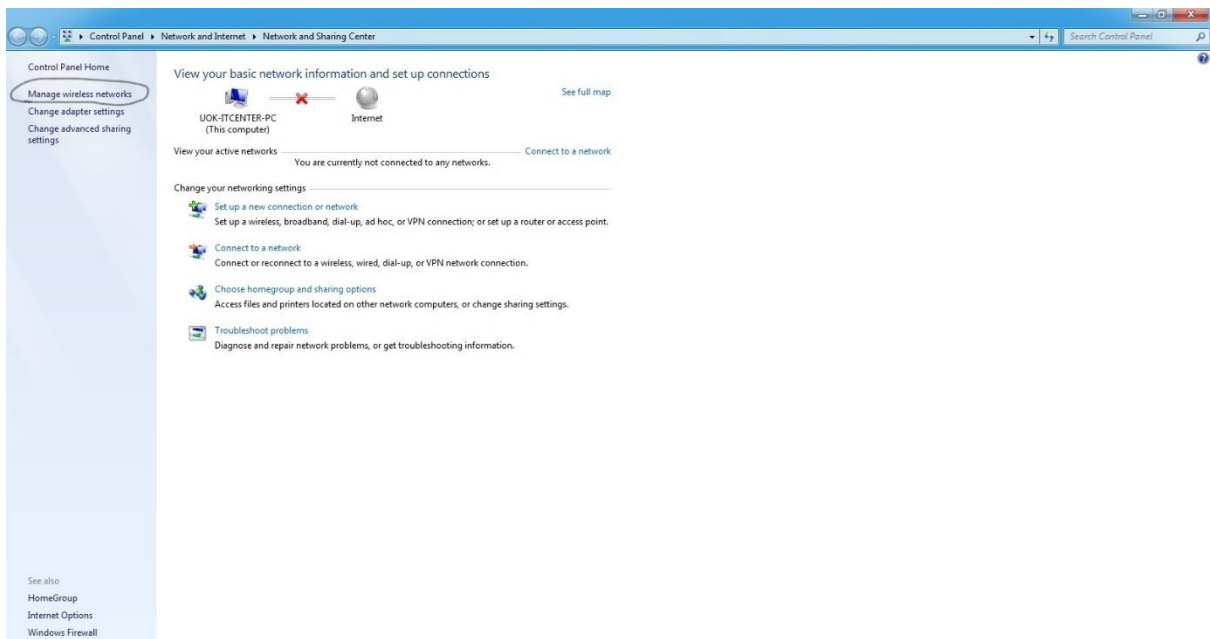 Control Panel ▸ Network and Internet ▸ Network and Sharing Center
Search Control Panel
Control Panel Home
Manage wireless networks
Change adapter settings
Change advanced sharing
settings
See also
HomeGroup
Internet Options
Windows Firewall
View your basic network information and set up connections
See full map
UOK-ITCENTER-PC
(This computer)
Internet
View your active networks
Connect to a network
You are currently not connected to any networks.
Change your networking settings
Set up a new connection or network
Set up a wireless, broadband, dial-up, ad hoc, or VPN connection; or set up a router or access point.
Connect to a network
Connect or reconnect to a wireless, wired, dial-up, or VPN network connection.
Choose homegroup and sharing options
Access files and printers located on other network computers, or change sharing settings.
Troubleshoot problems
Diagnose and repair network problems, or get troubleshooting information.